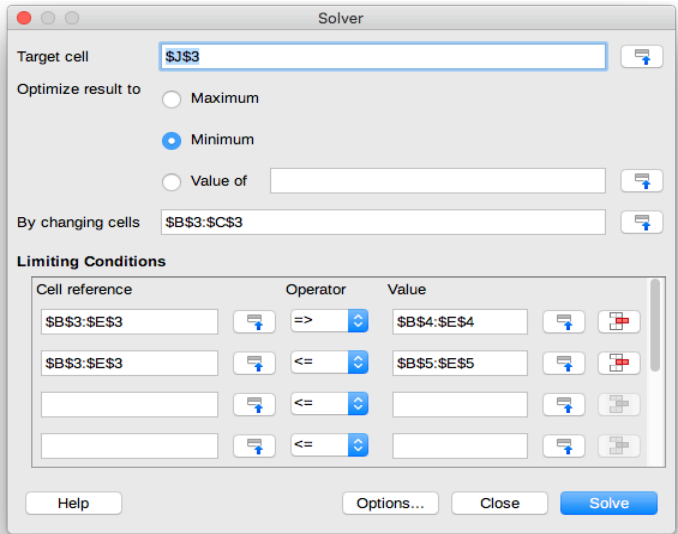 Solver
Target cell $J$3
Optimize result to
Maximum
Minimum
Value of
By changing cells $B$3:$C$3
Limiting Conditions
Cell reference Operator Value
$B$3:$E$3 => $B$4:$E$4
$B$3:$E$3 <= $B$5:$E$5
<=
<=
Help Options... Close Solve